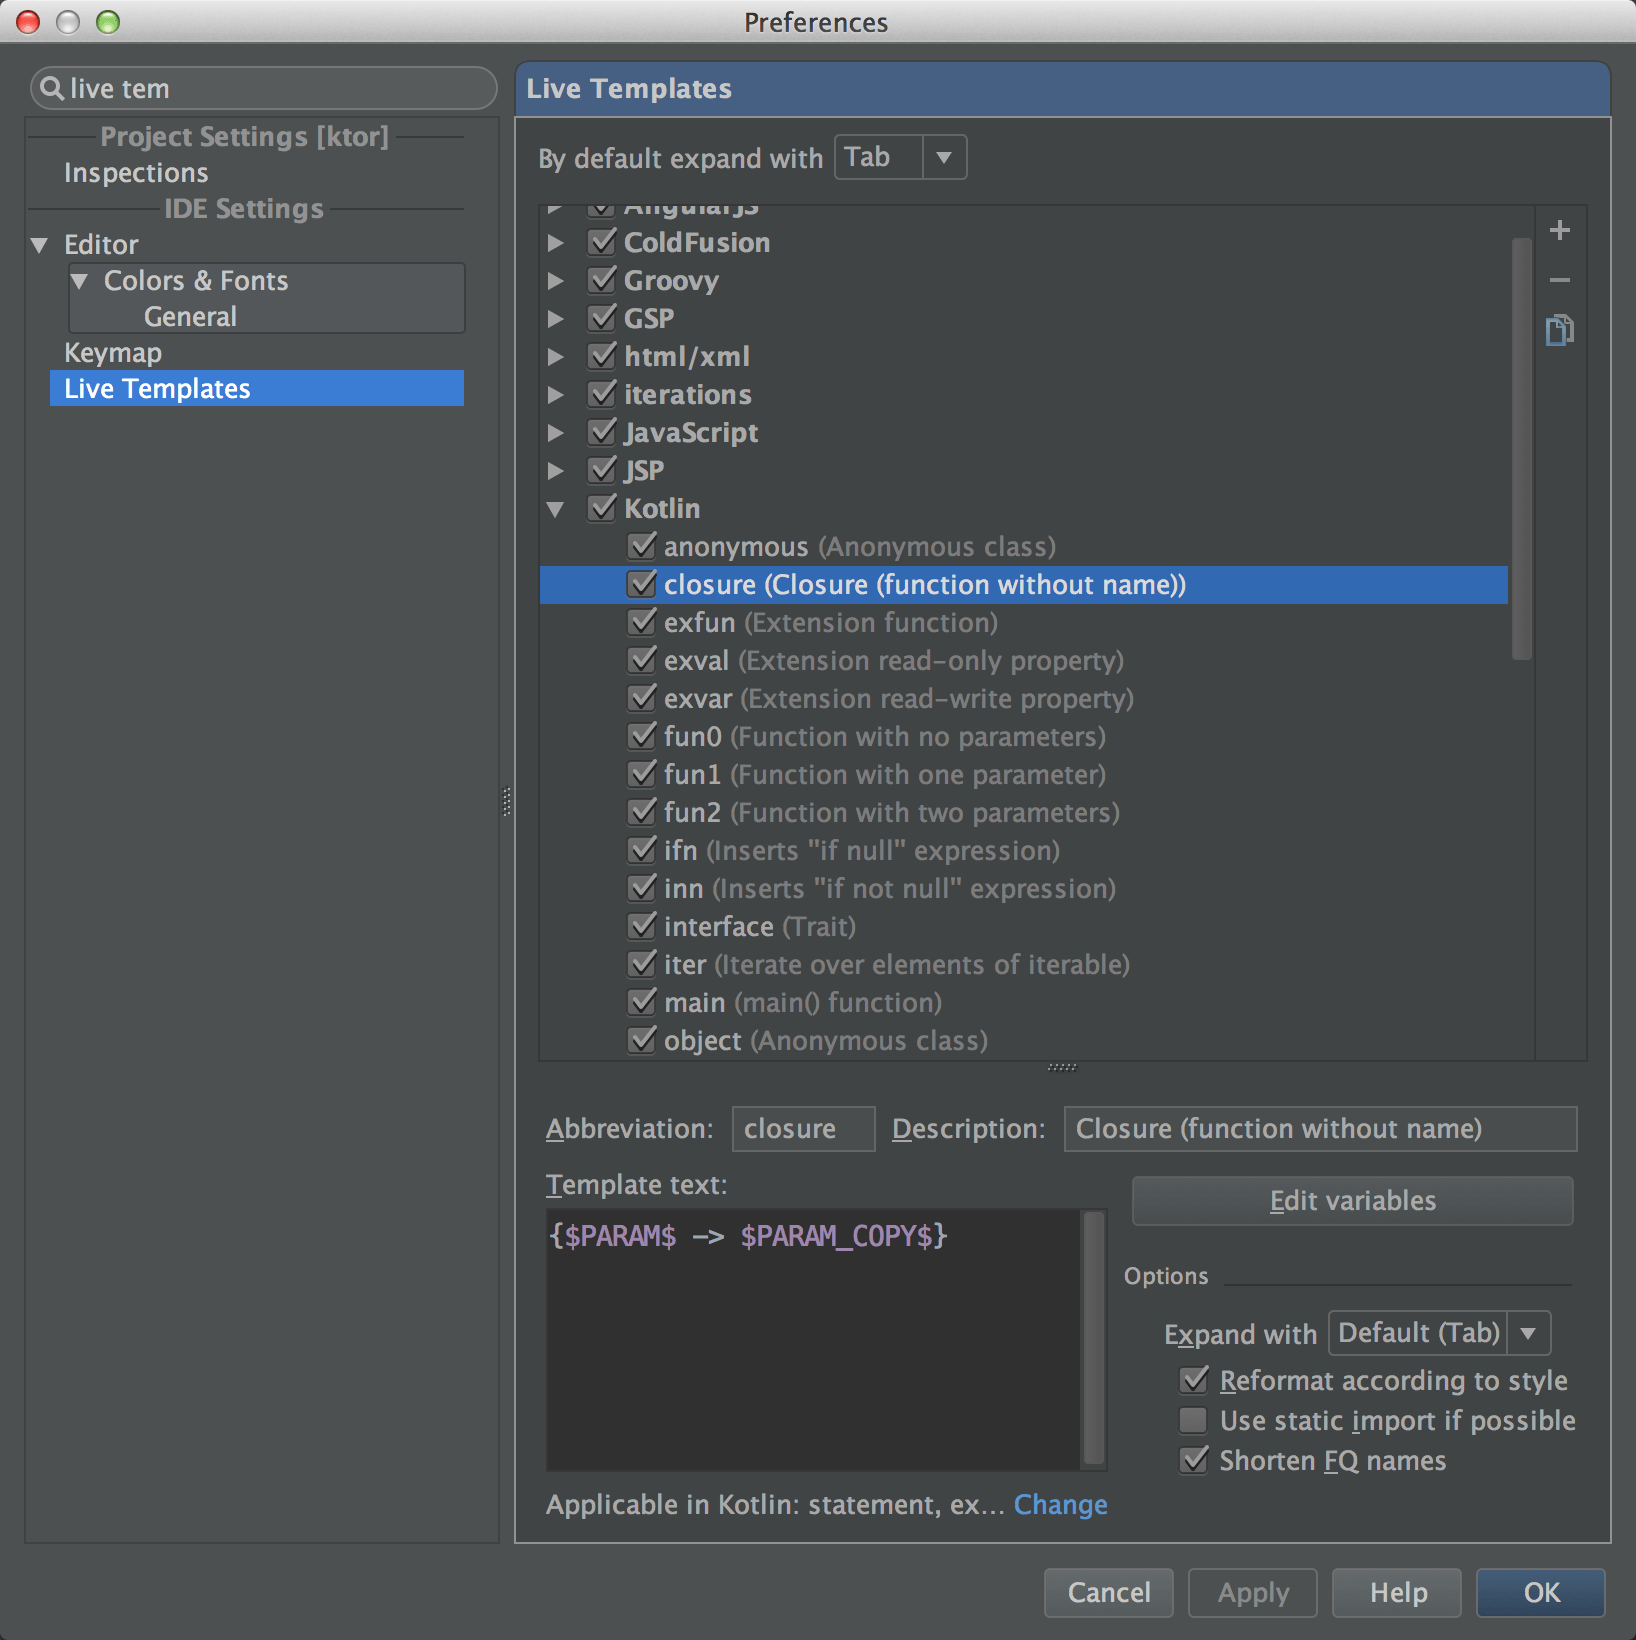 Preferences
live tem
Project Settings [ktor]
Inspections
IDE Settings
Editor
Colors & Fonts
General
Keymap
Live Templates
Live Templates
By default expand with Tab
AngularJS
ColdFusion
Groovy
GSP
html/xml
iterations
JavaScript
JSP
Kotlin
anonymous (Anonymous class)
closure (Closure (function without name))
exfun (Extension function)
exval (Extension read-only property)
exvar (Extension read-write property)
fun0 (Function with no parameters)
fun1 (Function with one parameter)
fun2 (Function with two parameters)
ifn (Inserts "if null" expression)
inn (Inserts "if not null" expression)
interface (Trait)
iter (Iterate over elements of iterable)
main (main() function)
object (Anonymous class)
Abbreviation: closure Description: Closure (function without name)
Template text:
{$PARAM$ -> $PARAM_COPY$}
Edit variables
Options
Expand with Default (Tab)
Reformat according to style
Use static import if possible
Shorten FQ names
Applicable in Kotlin: statement, ex... Change
Cancel Apply Help OK